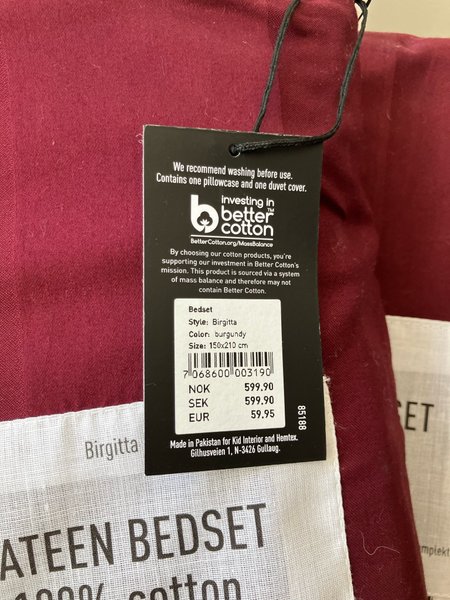 We recommend washing before use.
Contains one pillowcase and one duvet cover.
investing in
better
cotton
TM
BetterCotton.org/MassBalance
By choosing our cotton products, you're
supporting our investment in Better Cotton's
mission. This product is sourced via a system
of mass balance and therefore may not
contain Better Cotton.
Bedset
Style: Birgitta
Color: burgundy
Size: 150x210 cm
7 068600 003190
NOK 599.90
SEK 599.90
EUR 59.95
85188
Made in Pakistan for Kid Interior and Hemtex.
Gilhusveien 1, N-3426 Gullaug.
Birgitta
ATEEN BEDSET
100% cotton
SET
komplekt